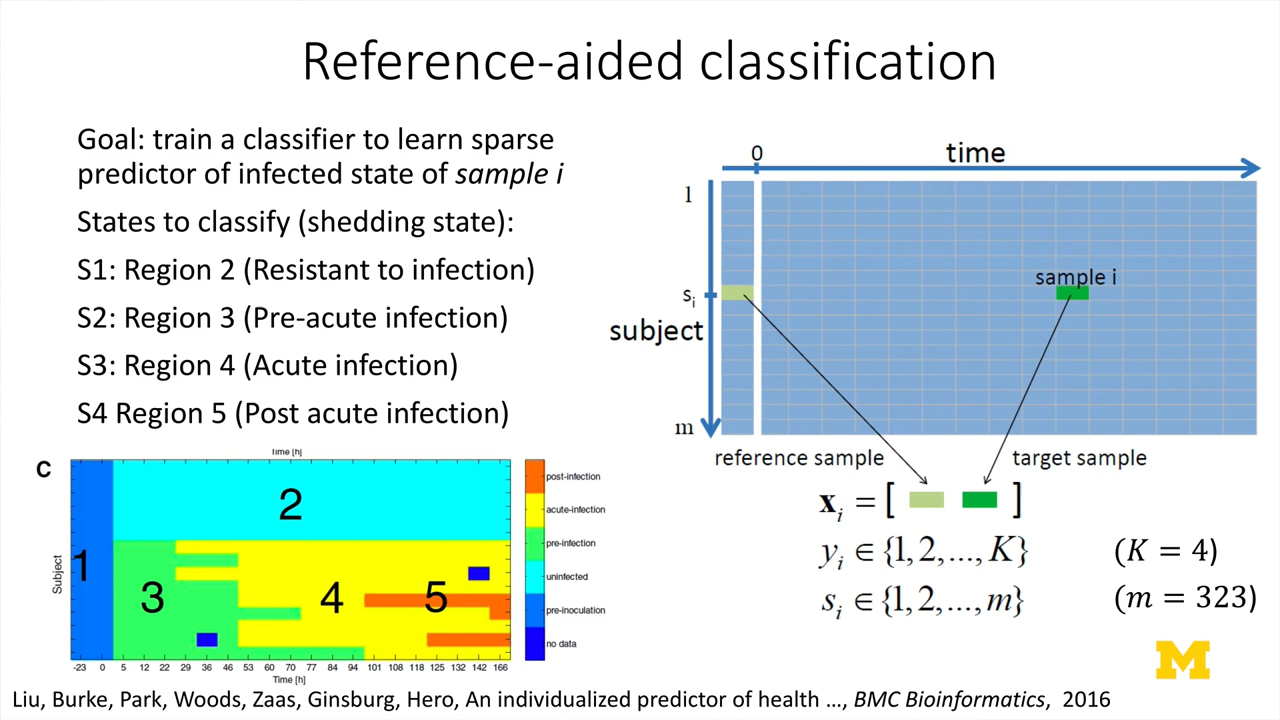 Reference-aided classification
Goal: train a classifier to learn sparse
predictor of infected state of sample i
States to classify (shedding state):
S1: Region 2 (Resistant to infection)
S2: Region 3 (Pre-acute infection)
S3: Region 4 (Acute infection)
S4 Region 5 (Post acute infection)
0
time
l
s_i
subject
m
sample i
reference sample
target sample
x_i = [ ]
y_i ∈ {1, 2, ..., K} (K = 4)
s_i ∈ {1, 2, ..., m} (m = 323)
C
Time [h]
Subject
1
2
3
4
5
post-infection
acute-infection
pre-infection
uninfected
pre-inoculation
no data
-23 0 5 12 22 29 36 46 53 60 70 77 84 94 101 108 118 125 132 142 166
Time [h]
M
Liu, Burke, Park, Woods, Zaas, Ginsburg, Hero, An individualized predictor of health …, BMC Bioinformatics, 2016